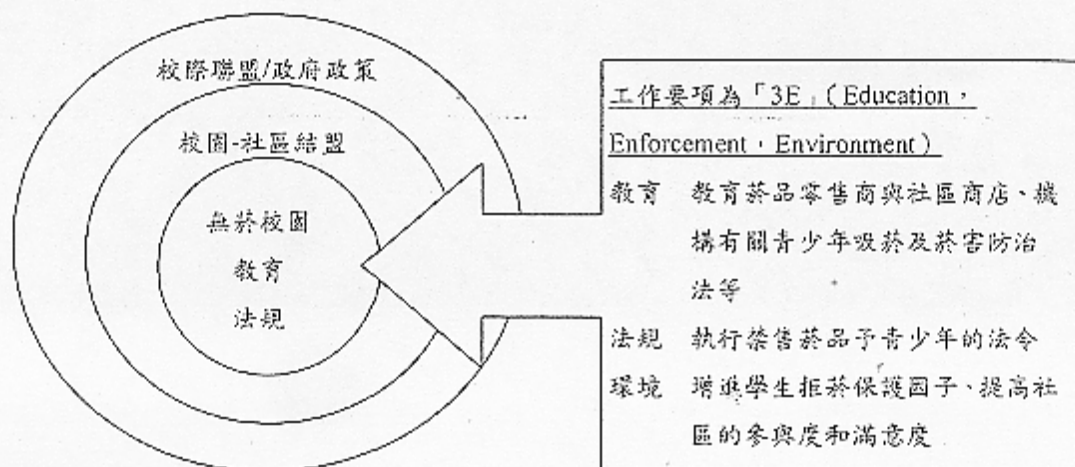 校際聯盟/政府政策
校園-社區結盟
無菸校園
教育
法規
工作要項為「3E」(Education,
Enforcement,Environment)
教育 教育菸品零售商與社區商店、機
構有關青少年吸菸及菸害防治
法等
法規 執行禁售菸品予青少年的法令
環境 增進學生拒菸保護因子、提高社
區的參與度和滿意度